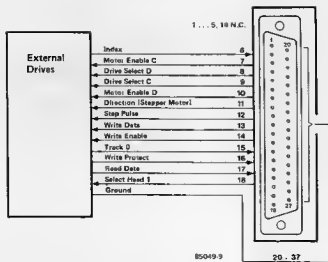 1 . . . 5, 18 N.C.
External
Drives
Index 6
Motor Enable C 7
Drive Select D 8
Drive Select C 9
Motor Enable D 10
Direction (Stepper Motor) 11
Step Pulse 12
Write Data 13
Write Enable 14
Track 0 15
Write Protect 16
Read Data 17
Select Head 1 18
Ground
1
20
19
37
85049-9
20 - 37